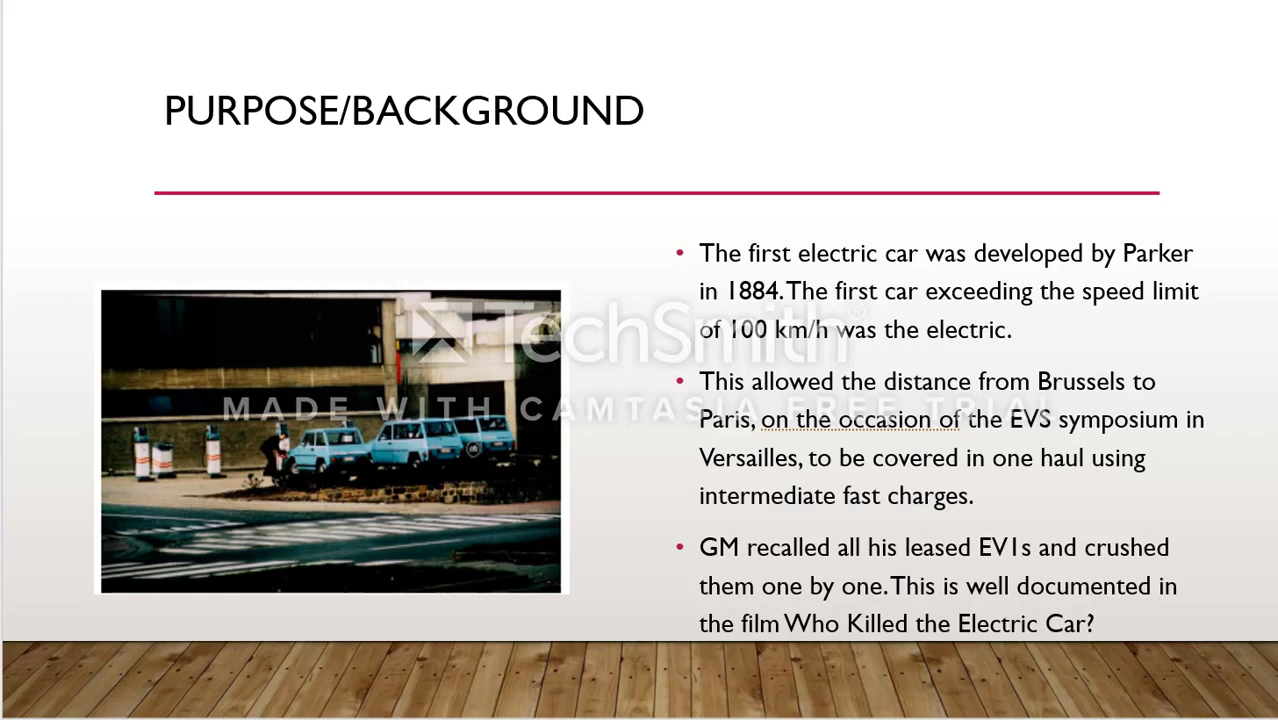 PURPOSE/BACKGROUND
• The first electric car was developed by Parker
in 1884. The first car exceeding the speed limit
of 100 km/h was the electric.
• This allowed the distance from Brussels to
Paris, on the occasion of the EVS symposium in
Versailles, to be covered in one haul using
intermediate fast charges.
• GM recalled all his leased EV1s and crushed
them one by one. This is well documented in
the film Who Killed the Electric Car?
TechSmith®
MADE WITH CAMTASIA FREE TRIAL